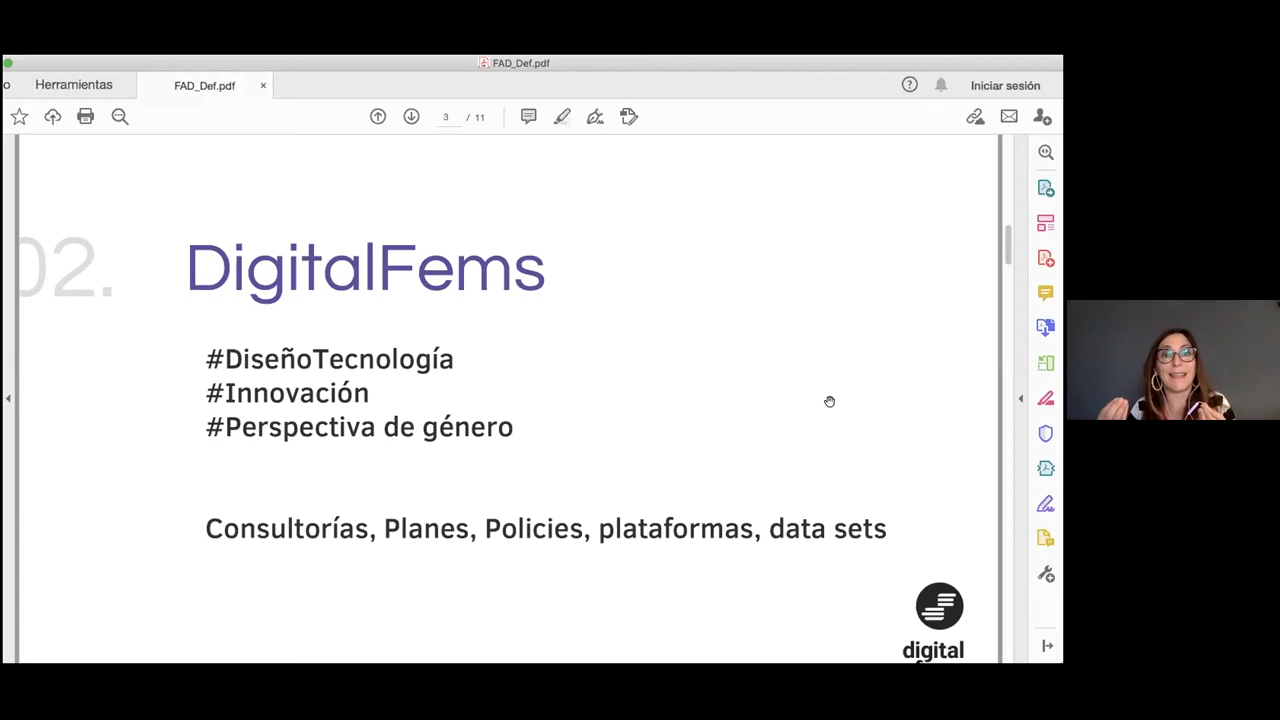 FAD_Def.pdf
o
Herramientas
FAD_Def.pdf ×
? Iniciar sesión
3 / 11
02. DigitalFems
#DiseñoTecnología
#Innovación
#Perspectiva de género
Consultorías, Planes, Policies, plataformas, data sets
digital